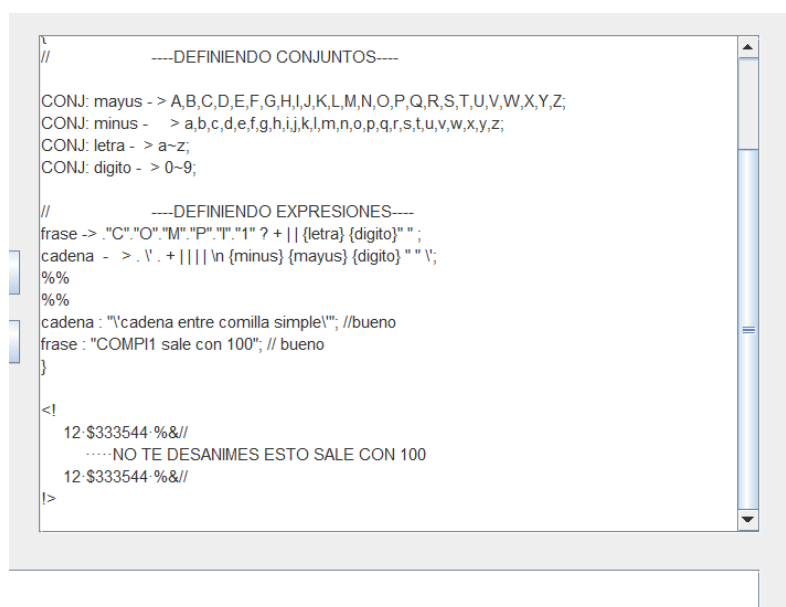 {
// ----DEFINIENDO CONJUNTOS----
CONJ: mayus - > A,B,C,D,E,F,G,H,I,J,K,L,M,N,O,P,Q,R,S,T,U,V,W,X,Y,Z;
CONJ: minus - > a,b,c,d,e,f,g,h,i,j,k,l,m,n,o,p,q,r,s,t,u,v,w,x,y,z;
CONJ: letra - > a~z;
CONJ: digito - > 0~9;
// ----DEFINIENDO EXPRESIONES----
frase -> ."C"."O"."M"."P"."I"."1" ? + | | {letra} {digito}" " ;
cadena - > . \' . + | | | | \n {minus} {mayus} {digito} " " \';
%%
%%
cadena : "\'cadena entre comilla simple\'"; //bueno
frase : "COMPI1 sale con 100"; // bueno
}
<!
12·$333544·%&//
·····NO TE DESANIMES ESTO SALE CON 100
12·$333544·%&//
!>